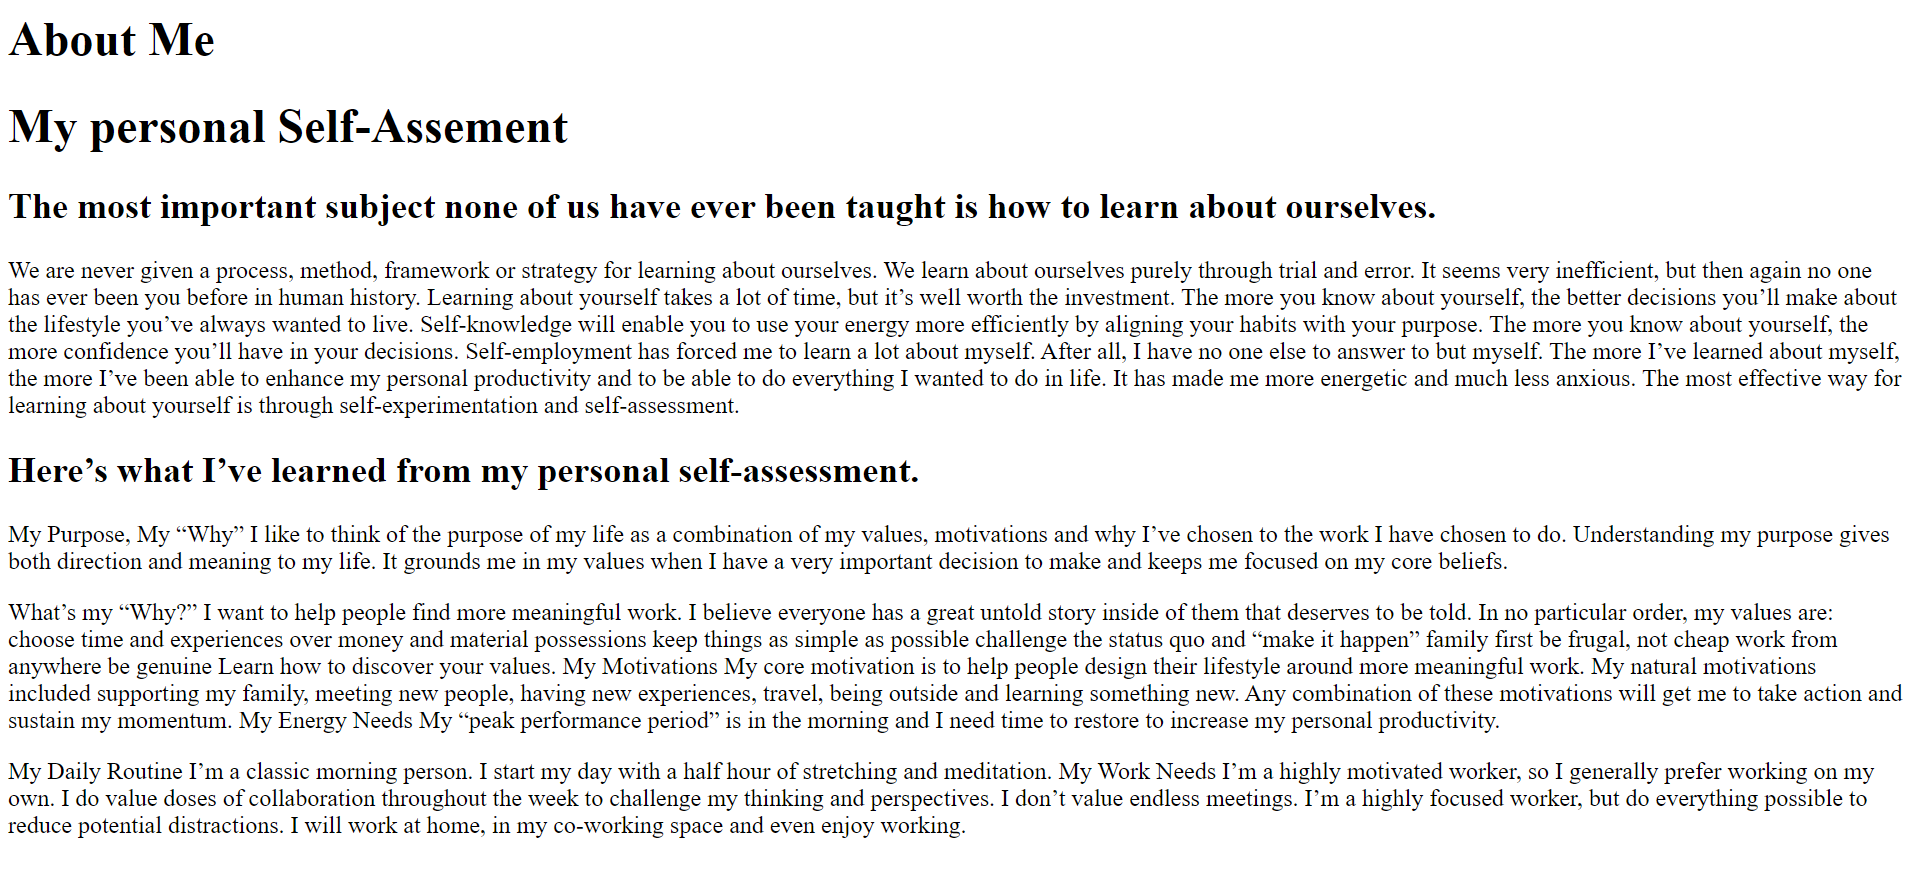 About Me
My personal Self-Assement
The most important subject none of us have ever been taught is how to learn about ourselves.
We are never given a process, method, framework or strategy for learning about ourselves. We learn about ourselves purely through trial and error. It seems very inefficient, but then again no one
has ever been you before in human history. Learning about yourself takes a lot of time, but it’s well worth the investment. The more you know about yourself, the better decisions you’ll make about
the lifestyle you’ve always wanted to live. Self-knowledge will enable you to use your energy more efficiently by aligning your habits with your purpose. The more you know about yourself, the
more confidence you’ll have in your decisions. Self-employment has forced me to learn a lot about myself. After all, I have no one else to answer to but myself. The more I’ve learned about myself,
the more I’ve been able to enhance my personal productivity and to be able to do everything I wanted to do in life. It has made me more energetic and much less anxious. The most effective way for
learning about yourself is through self-experimentation and self-assessment.
Here’s what I’ve learned from my personal self-assessment.
My Purpose, My “Why” I like to think of the purpose of my life as a combination of my values, motivations and why I’ve chosen to the work I have chosen to do. Understanding my purpose gives
both direction and meaning to my life. It grounds me in my values when I have a very important decision to make and keeps me focused on my core beliefs.
What’s my “Why?” I want to help people find more meaningful work. I believe everyone has a great untold story inside of them that deserves to be told. In no particular order, my values are:
choose time and experiences over money and material possessions keep things as simple as possible challenge the status quo and “make it happen” family first be frugal, not cheap work from
anywhere be genuine Learn how to discover your values. My Motivations My core motivation is to help people design their lifestyle around more meaningful work. My natural motivations
included supporting my family, meeting new people, having new experiences, travel, being outside and learning something new. Any combination of these motivations will get me to take action and
sustain my momentum. My Energy Needs My “peak performance period” is in the morning and I need time to restore to increase my personal productivity.
My Daily Routine I’m a classic morning person. I start my day with a half hour of stretching and meditation. My Work Needs I’m a highly motivated worker, so I generally prefer working on my
own. I do value doses of collaboration throughout the week to challenge my thinking and perspectives. I don’t value endless meetings. I’m a highly focused worker, but do everything possible to
reduce potential distractions. I will work at home, in my co-working space and even enjoy working.